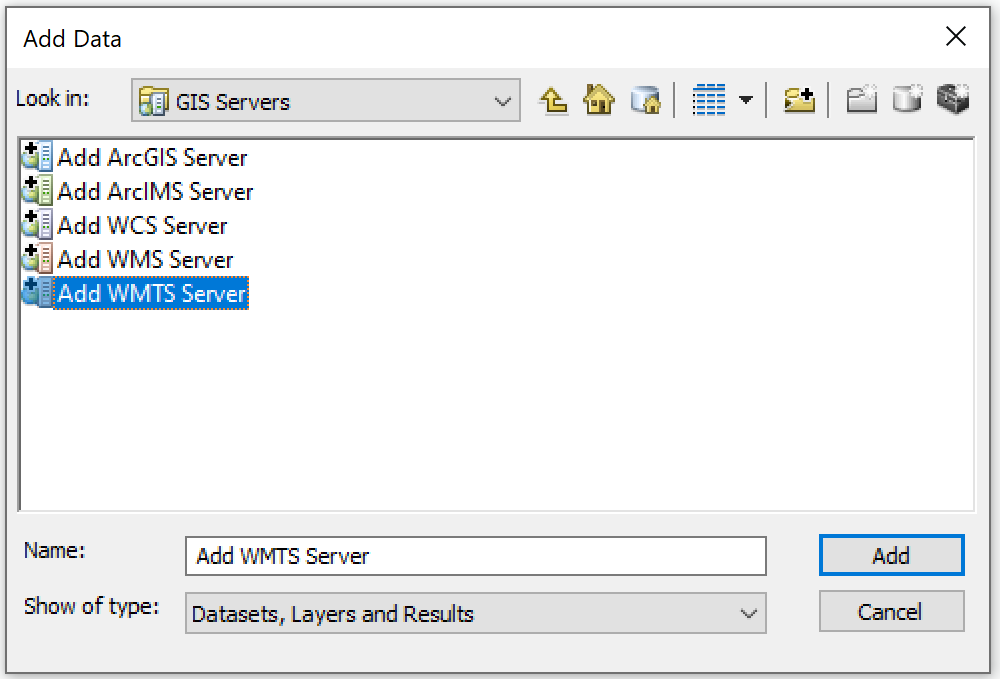 Add Data
Look in: GIS Servers
Add ArcGIS Server
Add ArcIMS Server
Add WCS Server
Add WMS Server
Add WMTS Server
Name: Add WMTS Server Add
Show of type: Datasets, Layers and Results Cancel